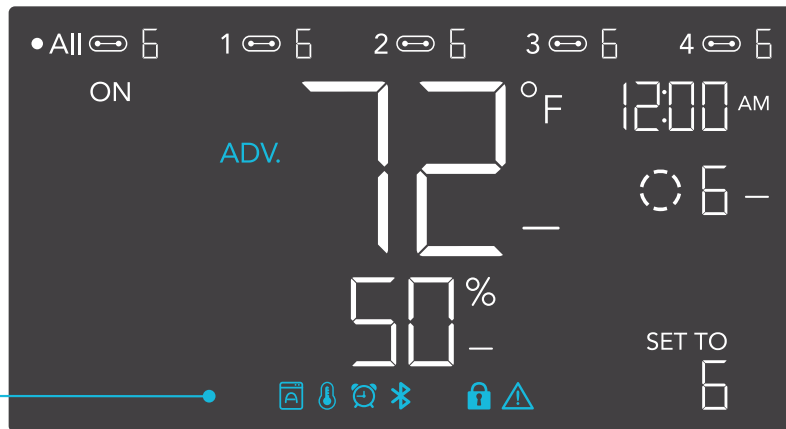 All 6 1 6 2 6 3 6 4 6
ON
72 °F
12:00 AM
ADV.
6 –
–
50 %
–
SET TO
6
A